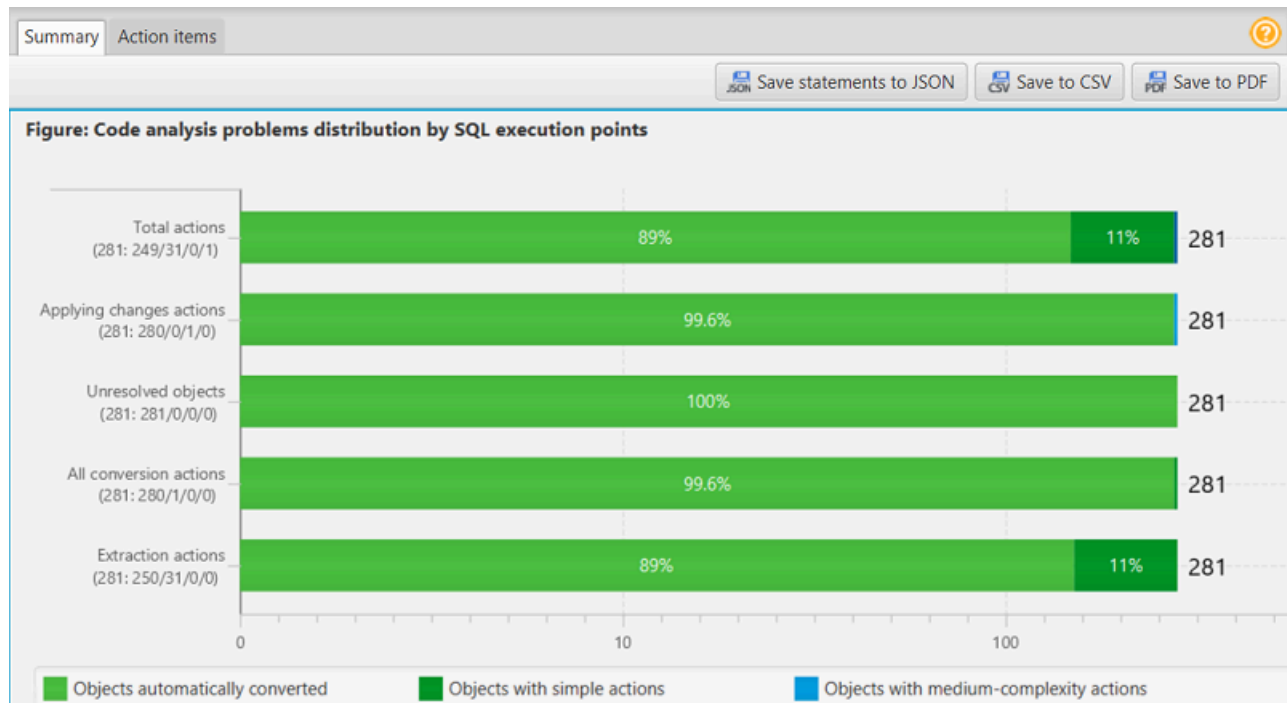 Summary Action items
JSON Save statements to JSON CSV Save to CSV PDF Save to PDF
Figure: Code analysis problems distribution by SQL execution points
Total actions
(281: 249/31/0/1)
89% 11% 281
Applying changes actions
(281: 280/0/1/0)
99.6% 281
Unresolved objects
(281: 281/0/0/0)
100% 281
All conversion actions
(281: 280/1/0/0)
99.6% 281
Extraction actions
(281: 250/31/0/0)
89% 11% 281
0 10 100
Objects automatically converted Objects with simple actions Objects with medium-complexity actions